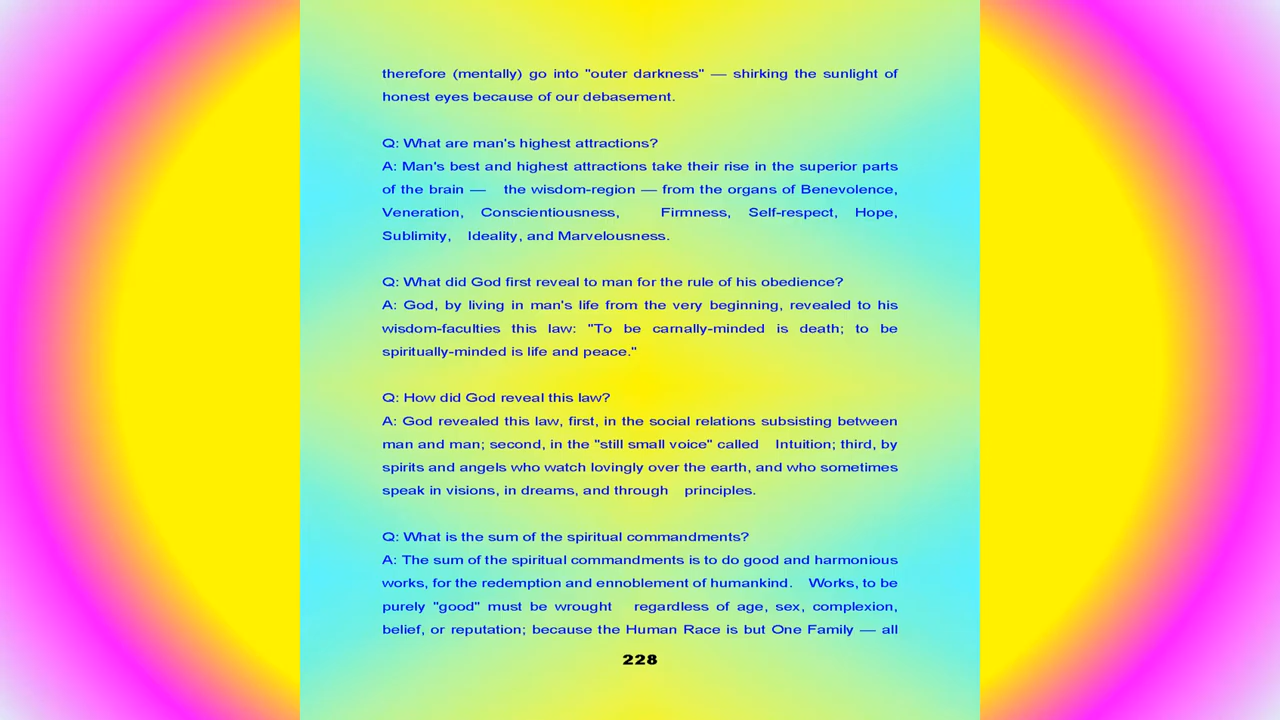 therefore (mentally) go into "outer darkness" — shirking the sunlight of
honest eyes because of our debasement.
Q: What are man's highest attractions?
A: Man's best and highest attractions take their rise in the superior parts
of the brain — the wisdom-region — from the organs of Benevolence,
Veneration, Conscientiousness, Firmness, Self-respect, Hope,
Sublimity, Ideality, and Marvelousness.
Q: What did God first reveal to man for the rule of his obedience?
A: God, by living in man's life from the very beginning, revealed to his
wisdom-faculties this law: "To be carnally-minded is death; to be
spiritually-minded is life and peace."
Q: How did God reveal this law?
A: God revealed this law, first, in the social relations subsisting between
man and man; second, in the "still small voice" called Intuition; third, by
spirits and angels who watch lovingly over the earth, and who sometimes
speak in visions, in dreams, and through principles.
Q: What is the sum of the spiritual commandments?
A: The sum of the spiritual commandments is to do good and harmonious
works, for the redemption and ennoblement of humankind. Works, to be
purely "good" must be wrought regardless of age, sex, complexion,
belief, or reputation; because the Human Race is but One Family — all
228